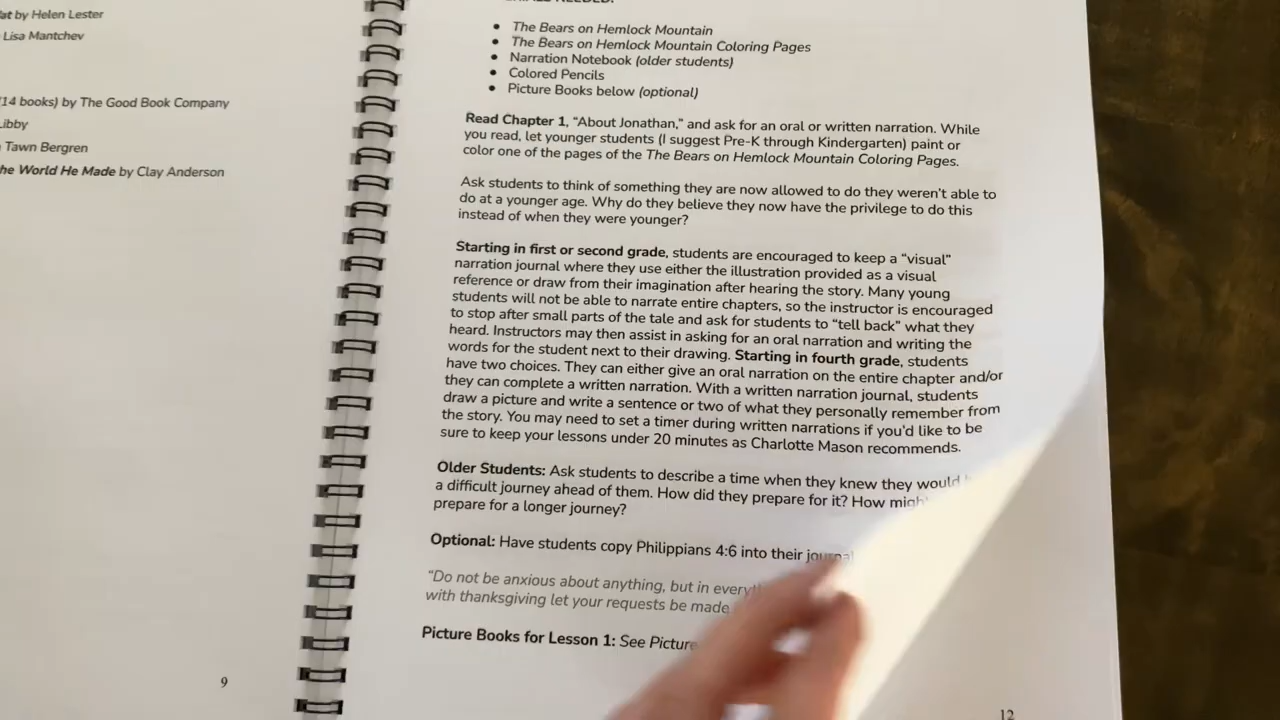 at by Helen Lester
Lisa Mantchev
(14 books) by The Good Book Company
Libby
Tawn Bergren
he World He Made by Clay Anderson
9
• The Bears on Hemlock Mountain
• The Bears on Hemlock Mountain Coloring Pages
• Narration Notebook (older students)
• Colored Pencils
• Picture Books below (optional)
Read Chapter 1, “About Jonathan,” and ask for an oral or written narration. While
you read, let younger students (I suggest Pre-K through Kindergarten) paint or
color one of the pages of the The Bears on Hemlock Mountain Coloring Pages.
Ask students to think of something they are now allowed to do they weren’t able to
do at a younger age. Why do they believe they now have the privilege to do this
instead of when they were younger?
Starting in first or second grade, students are encouraged to keep a “visual”
narration journal where they use either the illustration provided as a visual
reference or draw from their imagination after hearing the story. Many young
students will not be able to narrate entire chapters, so the instructor is encouraged
to stop after small parts of the tale and ask for students to “tell back” what they
heard. Instructors may then assist in asking for an oral narration and writing the
words for the student next to their drawing. Starting in fourth grade, students
have two choices. They can either give an oral narration on the entire chapter and/or
they can complete a written narration. With a written narration journal, students
draw a picture and write a sentence or two of what they personally remember from
the story. You may need to set a timer during written narrations if you’d like to be
sure to keep your lessons under 20 minutes as Charlotte Mason recommends.
Older Students: Ask students to describe a time when they knew they would
a difficult journey ahead of them. How did they prepare for it? How migh
prepare for a longer journey?
Optional: Have students copy Philippians 4:6 into their journal
“Do not be anxious about anything, but in everyth
with thanksgiving let your requests be made
Picture Books for Lesson 1: See Picture
12